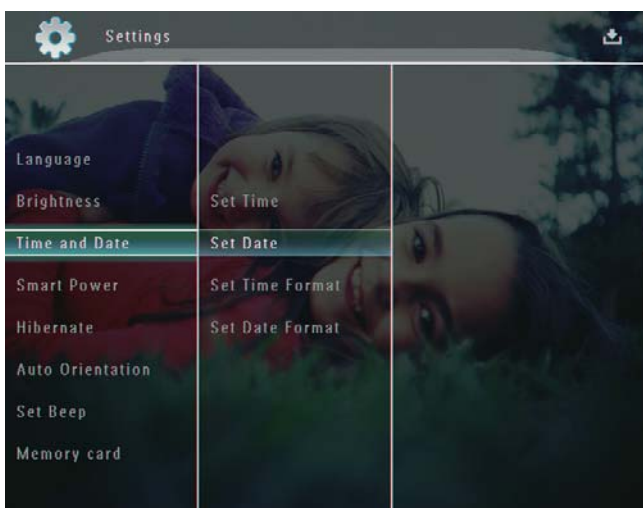 Settings
Language
Brightness
Time and Date
Smart Power
Hibernate
Auto Orientation
Set Beep
Memory card
Set Time
Set Date
Set Time Format
Set Date Format